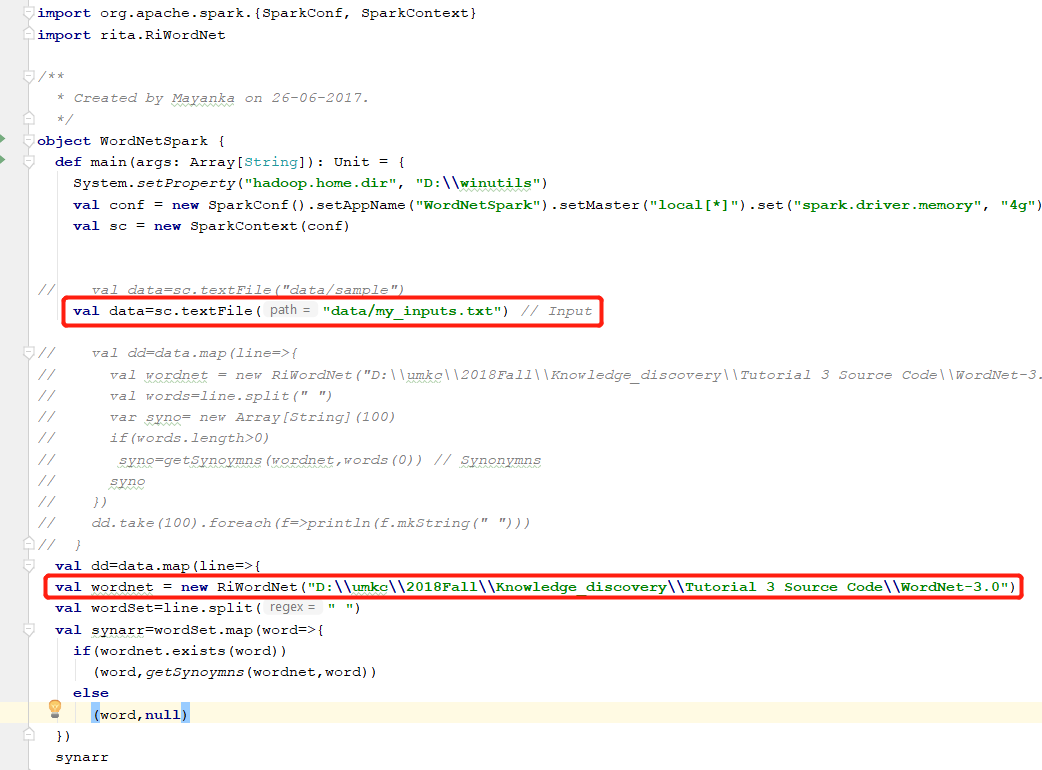 import org.apache.spark.{SparkConf, SparkContext}
import rita.RiWordNet
/**
* Created by Mayanka on 26-06-2017.
*/
object WordNetSpark {
def main(args: Array[String]): Unit = {
System.setProperty("hadoop.home.dir", "D:\\winutils")
val conf = new SparkConf().setAppName("WordNetSpark").setMaster("local[*]").set("spark.driver.memory", "4g")
val sc = new SparkContext(conf)
// val data=sc.textFile("data/sample")
val data=sc.textFile( path = "data/my_inputs.txt") // Input
// val dd=data.map(line=>{
// val wordnet = new RiWordNet("D:\\umkc\\2018Fall\\Knowledge_discovery\\Tutorial 3 Source Code\\WordNet-3.
// val words=line.split(" ")
// var syno= new Array[String](100)
// if(words.length>0)
// syno=getSynoymns(wordnet,words(0)) // Synonymns
// syno
// })
// dd.take(100).foreach(f=>println(f.mkString(" ")))
// }
val dd=data.map(line=>{
val wordnet = new RiWordNet("D:\\umkc\\2018Fall\\Knowledge_discovery\\Tutorial 3 Source Code\\WordNet-3.0")
val wordSet=line.split( regex = " ")
val synarr=wordSet.map(word=>{
if(wordnet.exists(word))
(word,getSynoymns(wordnet,word))
else
(word,null)
})
synarr